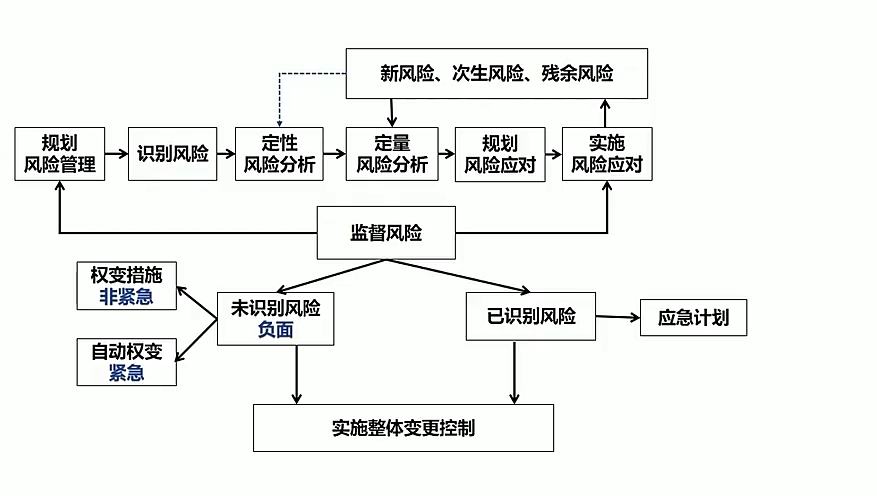 新风险、次生风险、残余风险
规划
风险管理
识别风险
定性
风险分析
定量
风险分析
规划
风险应对
实施
风险应对
监督风险
权变措施
非紧急
未识别风险
负面
已识别风险
应急计划
自动权变
紧急
实施整体变更控制